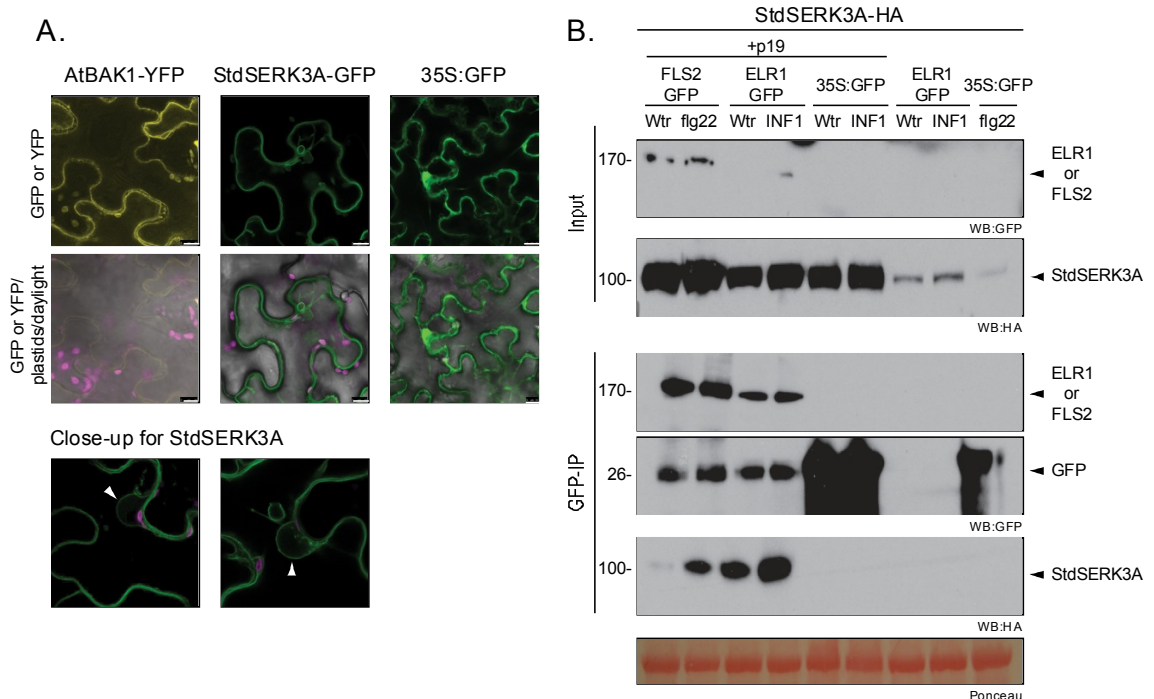 A.
AtBAK1-YFP StdSERK3A-GFP 35S:GFP
GFP or YFP
GFP or YFP/
plastids/daylight
Close-up for StdSERK3A
B.
StdSERK3A-HA
+p19
FLS2
GFP
ELR1
GFP
35S:GFP
ELR1
GFP
35S:GFP
Wtr flg22 Wtr INF1 Wtr INF1 Wtr INF1 flg22
Input
170-
ELR1
or
FLS2
WB:GFP
100-
StdSERK3A
WB:HA
GFP-IP
170-
ELR1
or
FLS2
26-
GFP
WB:GFP
100-
StdSERK3A
WB:HA
Ponceau